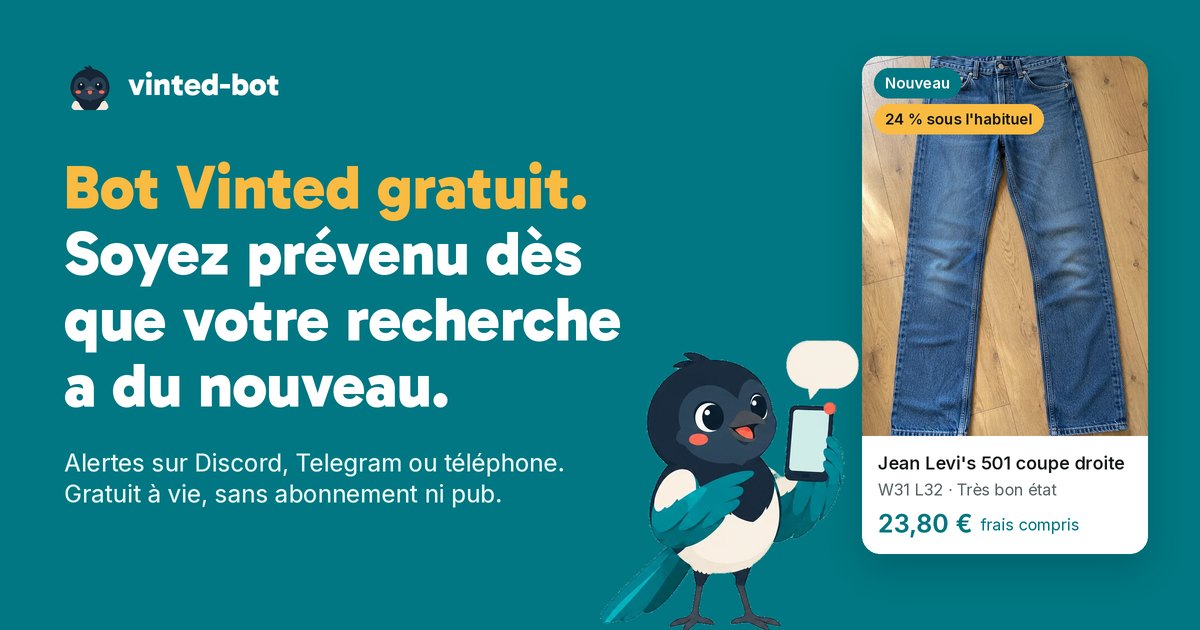 vinted-bot
Bot Vinted gratuit.
Soyez prévenu dès
que votre recherche
a du nouveau.
Alertes sur Discord, Telegram ou téléphone.
Gratuit à vie, sans abonnement ni pub.
Nouveau
24 % sous l'habituel
Jean Levi's 501 coupe droite
W31 L32 · Très bon état
23,80 € frais compris